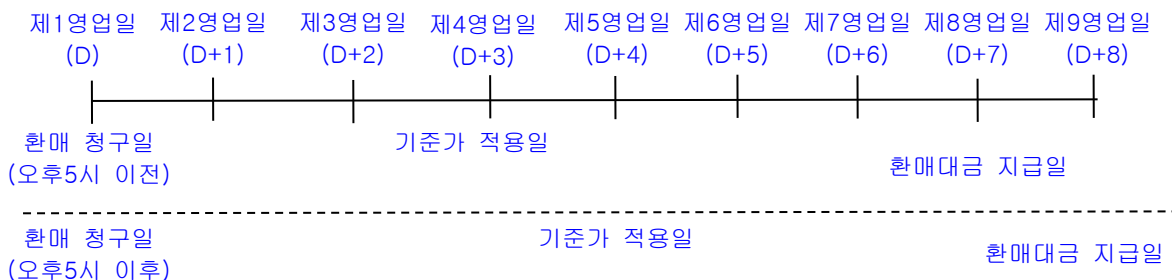 제1영업일 제2영업일 제3영업일 제4영업일 제5영업일 제6영업일 제7영업일 제8영업일 제9영업일
(D) (D+1) (D+2) (D+3) (D+4) (D+5) (D+6) (D+7) (D+8)
환매 청구일 기준가 적용일
(오후5시 이전) 환매대금 지급일
환매 청구일 기준가 적용일
(오후5시 이후) 환매대금 지급일